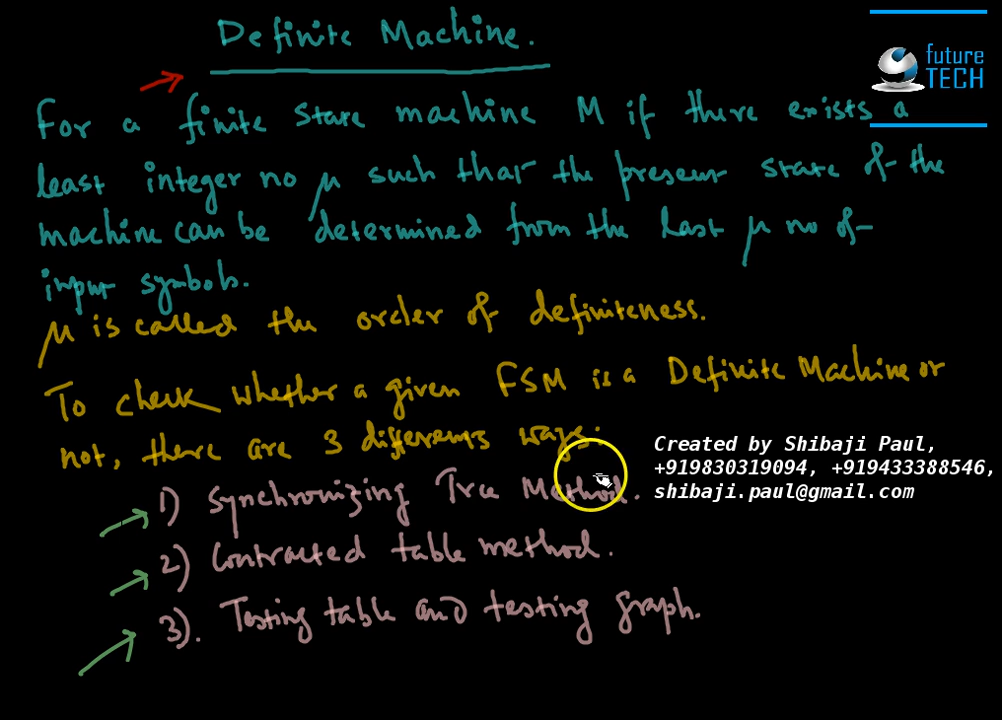 Definite Machine.
future
TECH
For a finite state machine M if there exists a
least integer no μ such that the present state of the
machine can be determined from the last μ no of
input symbols.
μ is called the order of definiteness.
To check whether a given FSM is a Definite Machine or
not, there are 3 differents ways:
Created by Shibaji Paul,
+919830319094, +919433388546,
shibaji.paul@gmail.com
1) Synchronizing Tree Method.
2) Contracted table method.
3). Testing table and testing graph.